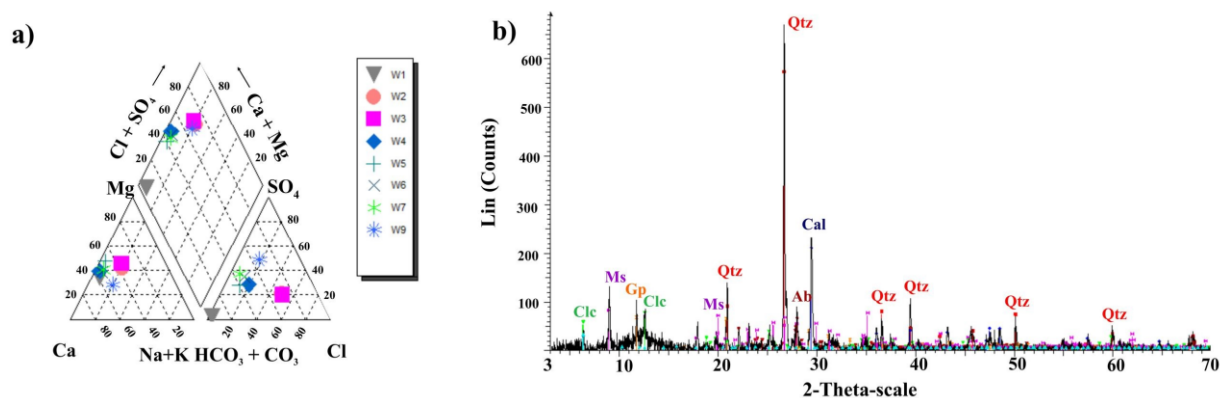 a)
Cl + SO₄
Ca + Mg
80
80
60
60
40
40
20
20
Mg
SO₄
80
80
60
60
40
40
20
20
80
60
40
20
20
40
60
80
Ca
Na+K
HCO₃ + CO₃
Cl
W1
W2
W3
W4
W5
W6
W7
W9
b)
Lin (Counts)
600
500
400
300
200
100
3
10
20
30
40
50
60
70
2-Theta-scale
Clc
Ms
Gp
Clc
Ms
Qtz
Qtz
Ab
Cal
Qtz
Qtz
Qtz
Qtz